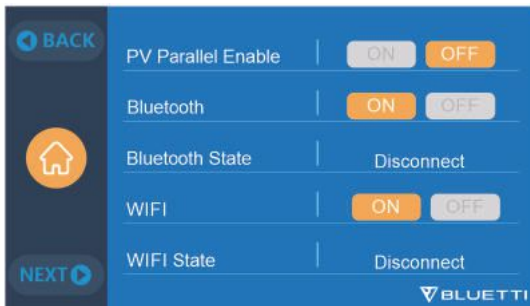 BACK
PV Parallel Enable ON OFF
Bluetooth ON OFF
Bluetooth State Disconnect
WIFI ON OFF
WIFI State Disconnect
NEXT
BLUETTI